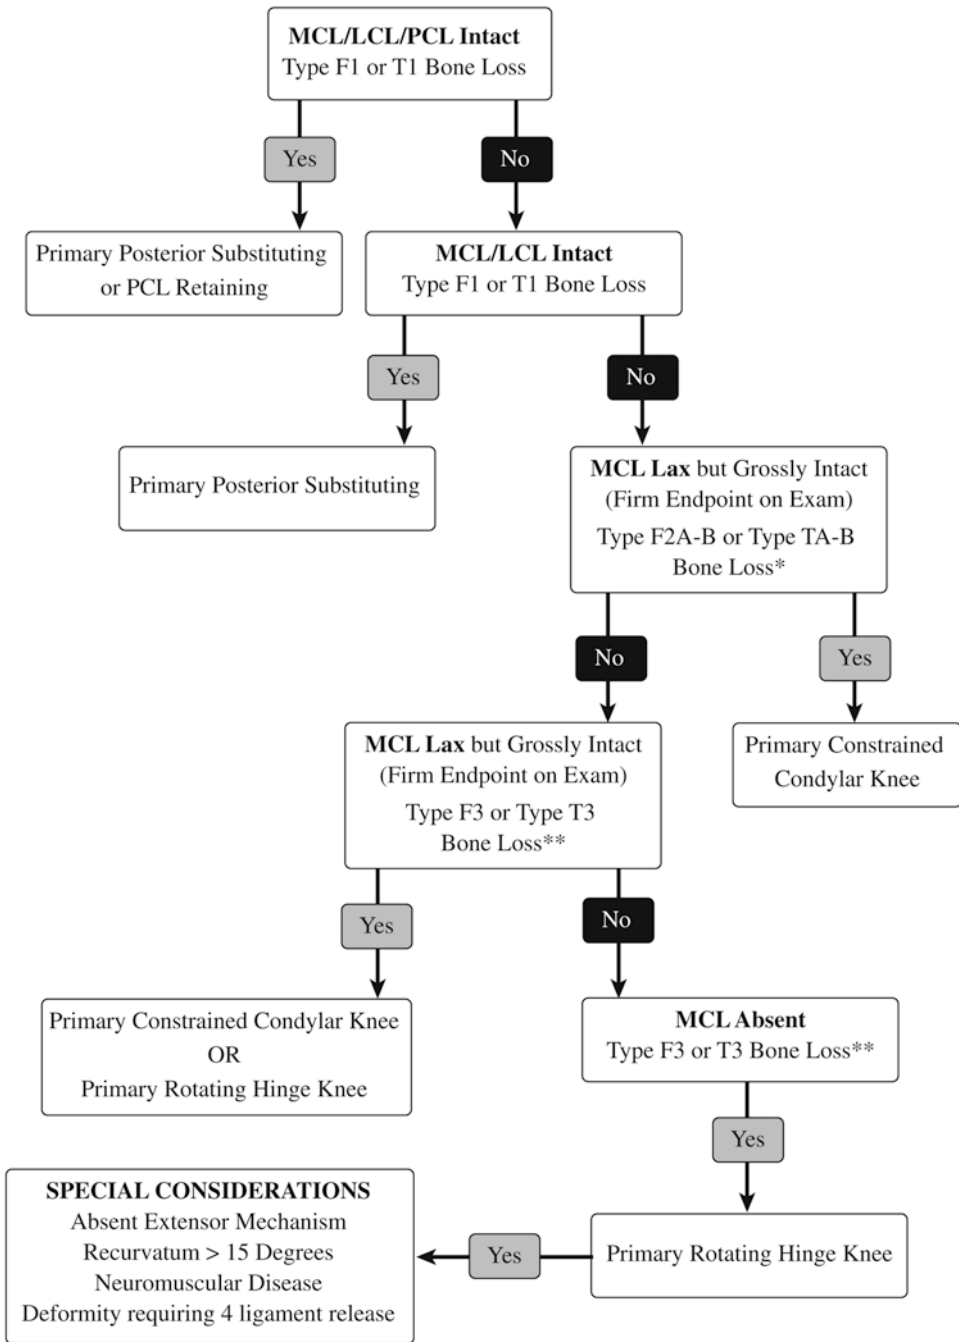 MCL/LCL/PCL Intact
Type F1 or T1 Bone Loss
Yes
No
Primary Posterior Substituting
or PCL Retaining
MCL/LCL Intact
Type F1 or T1 Bone Loss
Yes
No
Primary Posterior Substituting
MCL Lax but Grossly Intact
(Firm Endpoint on Exam)
Type F2A-B or Type TA-B
Bone Loss*
No
Yes
MCL Lax but Grossly Intact
(Firm Endpoint on Exam)
Type F3 or Type T3
Bone Loss**
Primary Constrained
Condylar Knee
Yes
No
Primary Constrained Condylar Knee
OR
Primary Rotating Hinge Knee
MCL Absent
Type F3 or T3 Bone Loss**
Yes
SPECIAL CONSIDERATIONS
Absent Extensor Mechanism
Recurvatum > 15 Degrees
Neuromuscular Disease
Deformity requiring 4 ligament release
Yes
Primary Rotating Hinge Knee